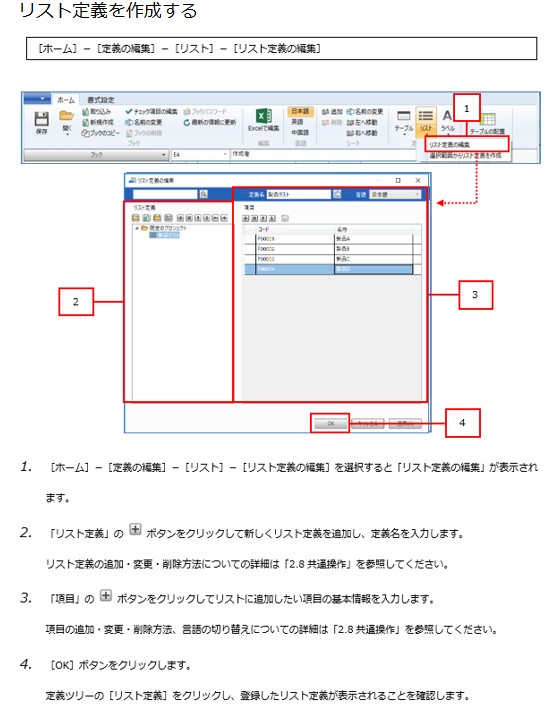 リスト定義を作成する
［ホーム］－［定義の編集］－［リスト］－［リスト定義の編集］
ホーム 書式設定
保存
開く
取り込み
新規作成
ブックのコピー
チェック項目の編集
名前の変更
ブックの削除
ブックパスワード
最新の情報に更新
ブック
Excelで編集
編集
日本語
英語
中国語
言語
追加 名前の変更
削除 左へ移動
右へ移動
シート
テーブル
リスト
ラベル
テーブルの配置
1
リスト定義の編集
選択範囲からリスト定義を作成
ブック
E4
作成者
リスト定義の編集
定義名 製品リスト
言語 日本語
リスト定義
既定のプロジェクト
製品リスト
項目
コード 名称
P00001 製品A
P00002 製品B
P00003 製品C
P00004 製品D
2
3
OK
キャンセル
4
1. ［ホーム］－［定義の編集］－［リスト］－［リスト定義の編集］を選択すると「リスト定義の編集」が表示され
ます。
2. 「リスト定義」の ボタンをクリックして新しくリスト定義を追加し、定義名を入力します。
リスト定義の追加・変更・削除方法についての詳細は「2.8 共通操作」を参照してください。
3. 「項目」の ボタンをクリックしてリストに追加したい項目の基本情報を入力します。
項目の追加・変更・削除方法、言語の切り替えについての詳細は「2.8 共通操作」を参照してください。
4. ［OK］ボタンをクリックします。
定義ツリーの［リスト定義］をクリックし、登録したリスト定義が表示されることを確認します。